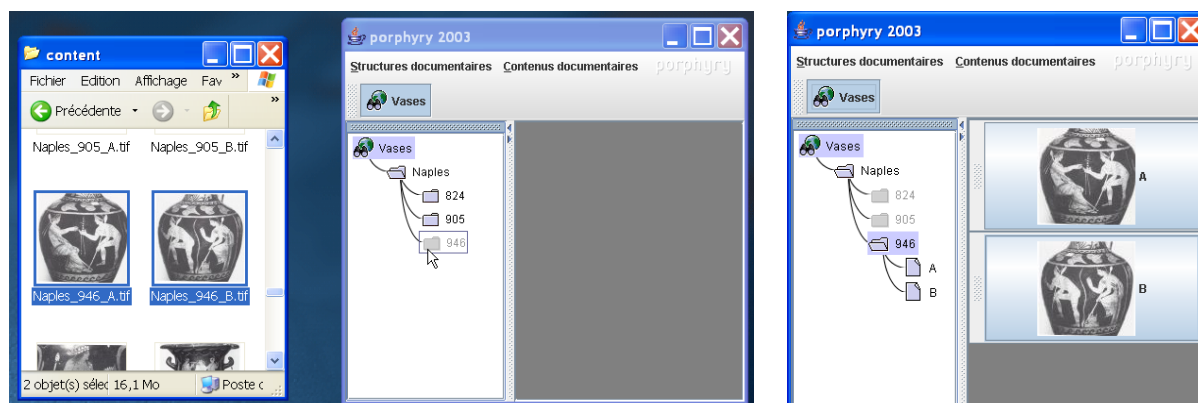 content
Fichier Edition Affichage Fav »
Précédente »
Naples_905_A.tif Naples_905_B.tif
Naples_946_A.tif Naples_946_B.tif
2 objet(s) sélec 16,1 Mo Poste c
porphyry 2003
Structures documentaires Contenus documentaires porphyry
Vases
Vases
Naples
824
905
946
porphyry 2003
Structures documentaires Contenus documentaires porphyry
Vases
Vases
Naples
824
905
946
A
B
A
B